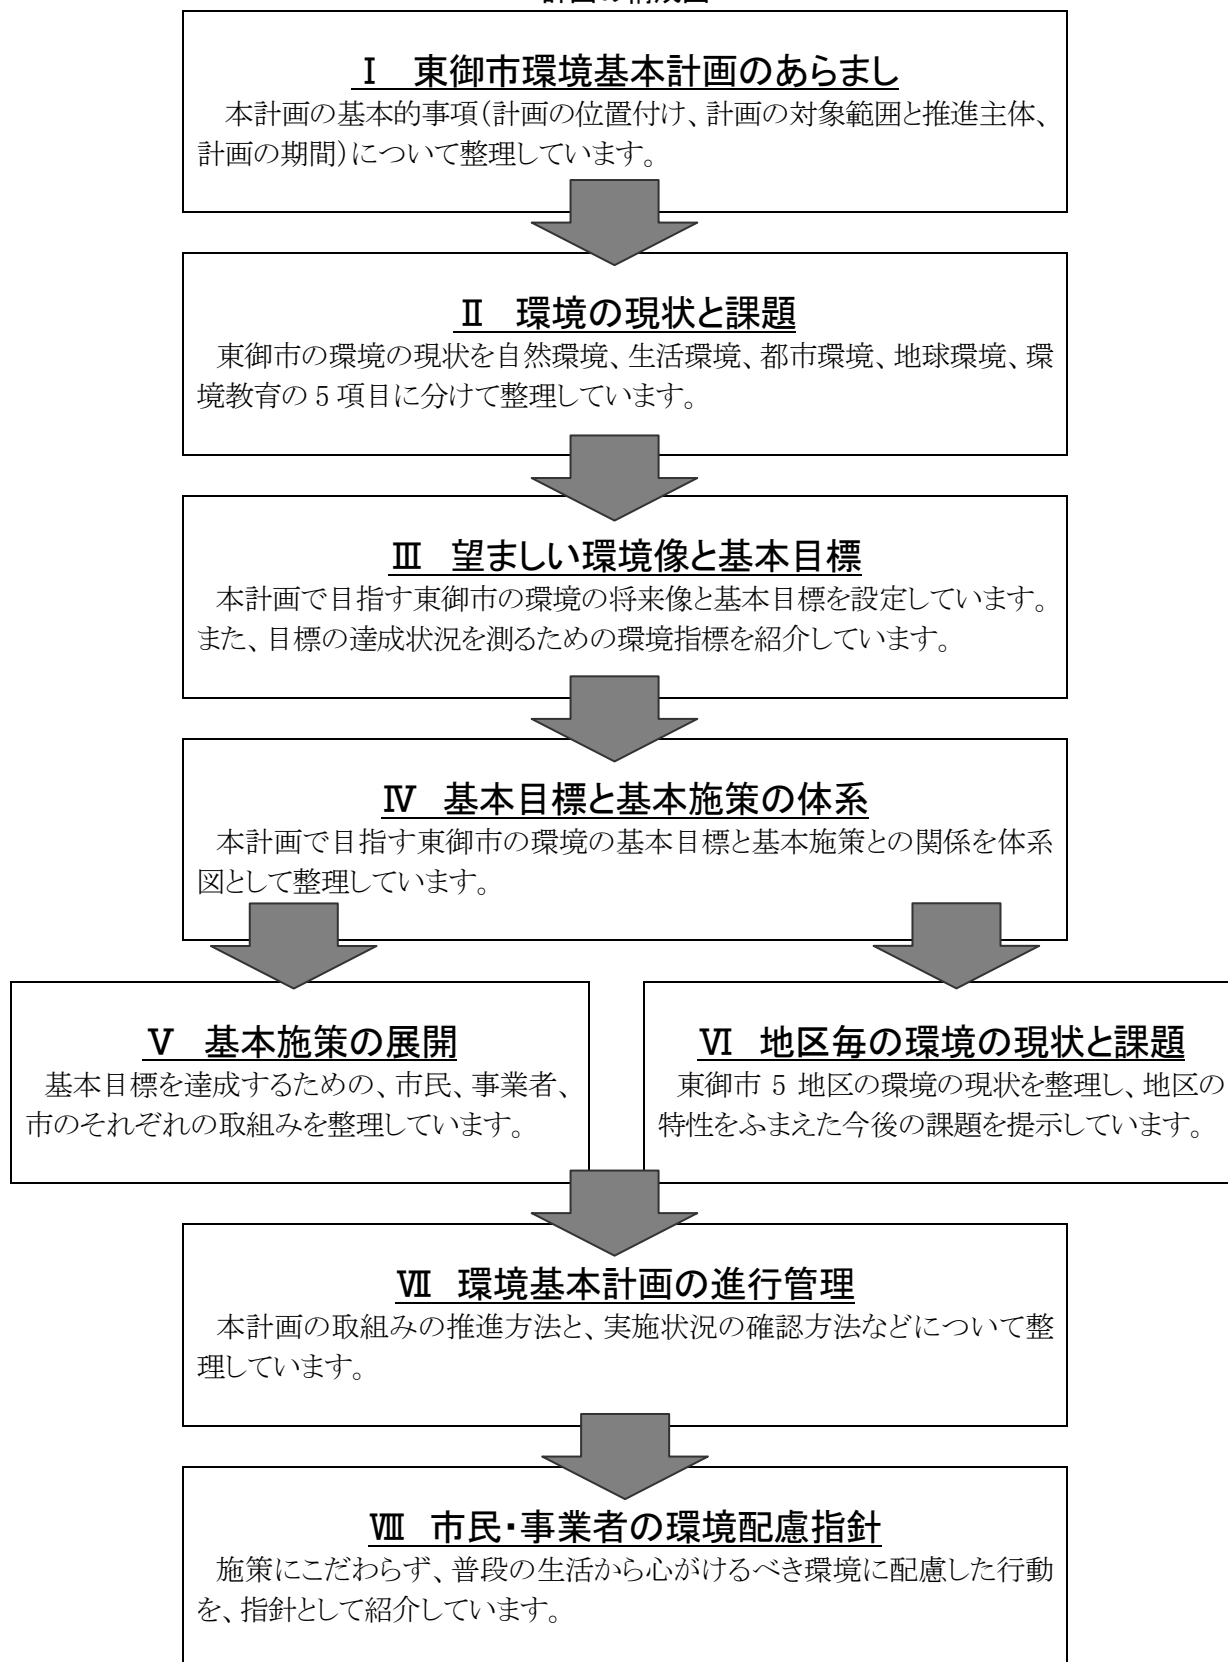 Ⅰ 東御市環境基本計画のあらまし
本計画の基本的事項（計画の位置付け、計画の対象範囲と推進主体、
計画の期間）について整理しています。
Ⅱ 環境の現状と課題
東御市の環境の現状を自然環境、生活環境、都市環境、地球環境、環
境教育の 5 項目に分けて整理しています。
Ⅲ 望ましい環境像と基本目標
本計画で目指す東御市の環境の将来像と基本目標を設定しています。
また、目標の達成状況を測るための環境指標を紹介しています。
Ⅳ 基本目標と基本施策の体系
本計画で目指す東御市の環境の基本目標と基本施策との関係を体系
図として整理しています。
Ⅴ 基本施策の展開
基本目標を達成するための、市民、事業者、
市のそれぞれの取組みを整理しています。
Ⅵ 地区毎の環境の現状と課題
東御市 5 地区の環境の現状を整理し、地区の
特性をふまえた今後の課題を提示しています。
Ⅶ 環境基本計画の進行管理
本計画の取組みの推進方法と、実施状況の確認方法などについて整
理しています。
Ⅷ 市民・事業者の環境配慮指針
施策にこだわらず、普段の生活から心がけるべき環境に配慮した行動
を、指針として紹介しています。